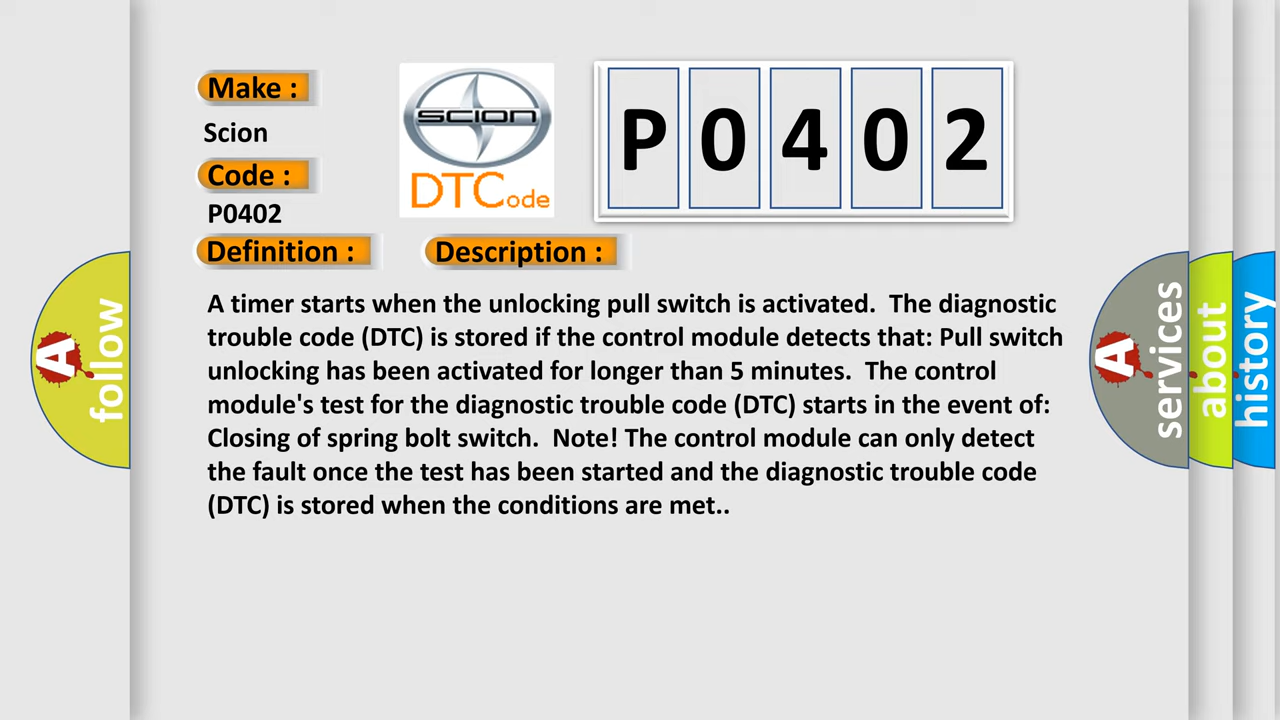 Make :
Scion
Code :
P0402
Definition :
Description :
SCION
DTCode
P0402
A timer starts when the unlocking pull switch is activated. The diagnostic
trouble code (DTC) is stored if the control module detects that: Pull switch
unlocking has been activated for longer than 5 minutes. The control
module's test for the diagnostic trouble code (DTC) starts in the event of:
Closing of spring bolt switch. Note! The control module can only detect
the fault once the test has been started and the diagnostic trouble code
(DTC) is stored when the conditions are met..
A follow
A services
about
history